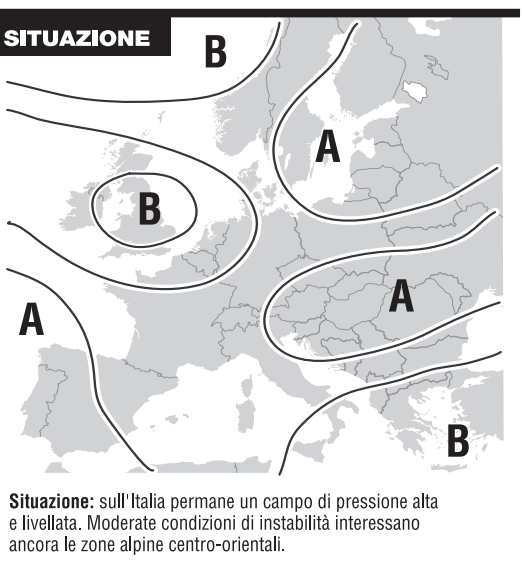 SITUAZIONE
B
A
B
A
A
B
Situazione: sull'Italia permane un campo di pressione alta
e livellata. Moderate condizioni di instabilità interessano
ancora le zone alpine centro-orientali.